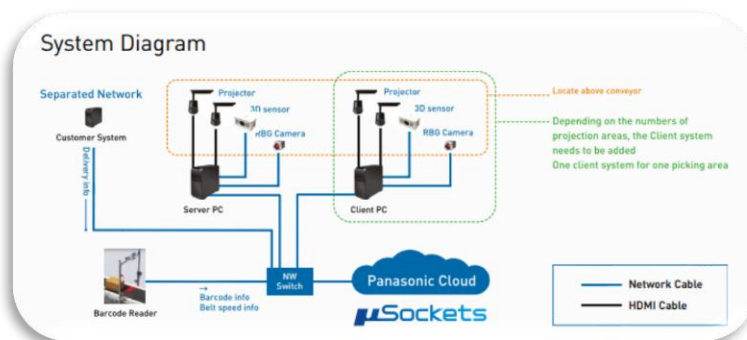 System Diagram
Separated Network
Customer System
Delivery info
Projector
3D sensor
RBG Camera
Server PC
Projector
3D sensor
RBG Camera
Client PC
Locate above conveyor
Depending on the numbers of
projection areas, the Client system
needs to be added
One client system for one picking area
Barcode Reader
Barcode info
Belt speed info
NW
Switch
Panasonic Cloud
µSockets
Network Cable
HDMI Cable